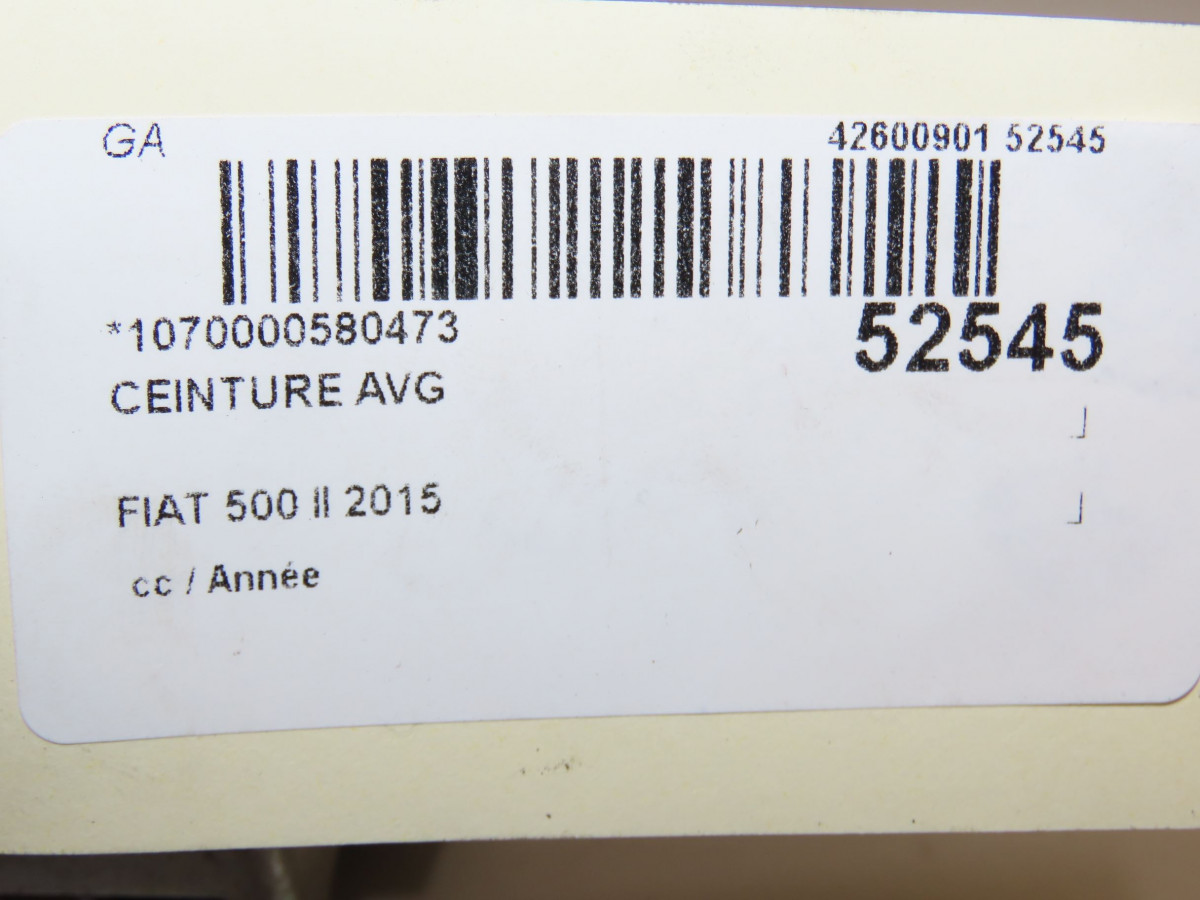 GA
42600901 52545
*1070000580473
52545
CEINTURE AVG
FIAT 500 II 2015
cc / Année